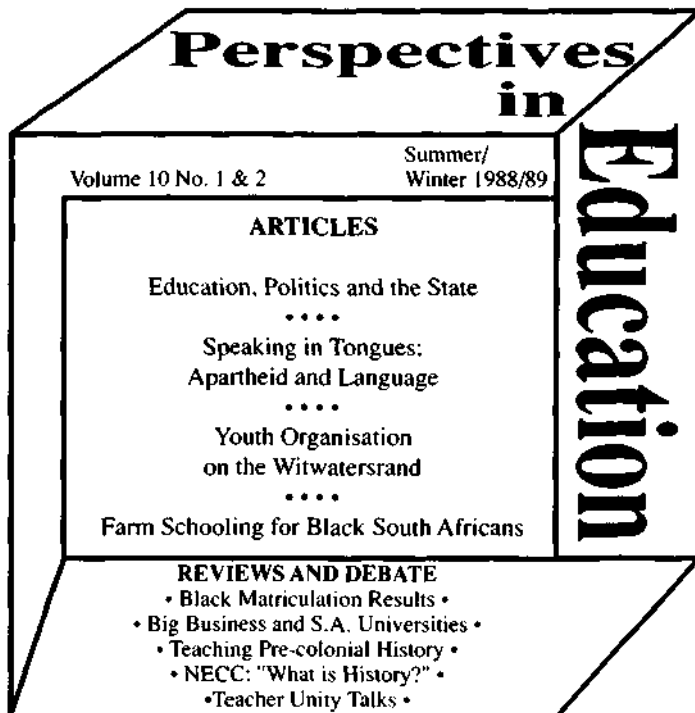 Perspectives
in
Education
Volume 10 No. 1 & 2
Summer/
Winter 1988/89
ARTICLES
Education, Politics and the State
• • • •
Speaking in Tongues:
Apartheid and Language
• • • •
Youth Organisation
on the Witwatersrand
• • • •
Farm Schooling for Black South Africans
REVIEWS AND DEBATE
• Black Matriculation Results •
• Big Business and S.A. Universities •
• Teaching Pre-colonial History •
• NECC: "What is History?" •
•Teacher Unity Talks •